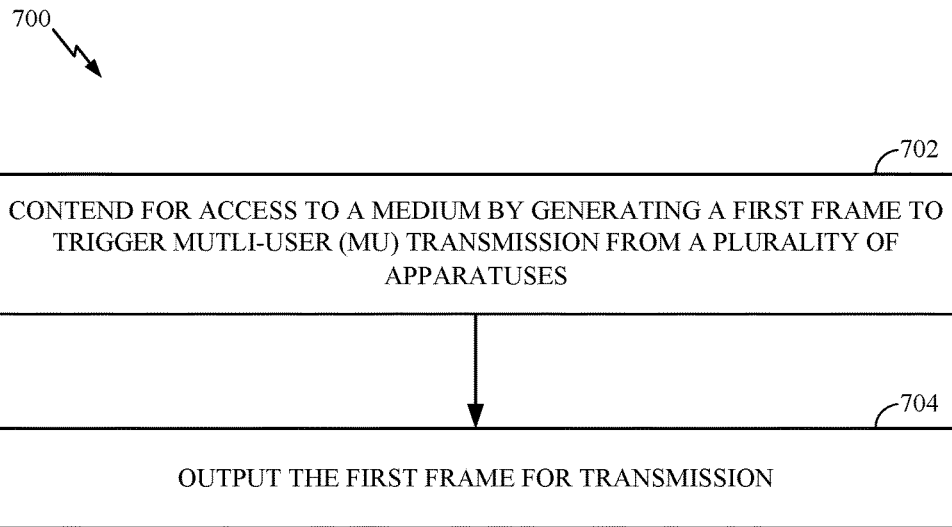 700
702
CONTEND FOR ACCESS TO A MEDIUM BY GENERATING A FIRST FRAME TO
TRIGGER MUTLI-USER (MU) TRANSMISSION FROM A PLURALITY OF
APPARATUSES
704
OUTPUT THE FIRST FRAME FOR TRANSMISSION